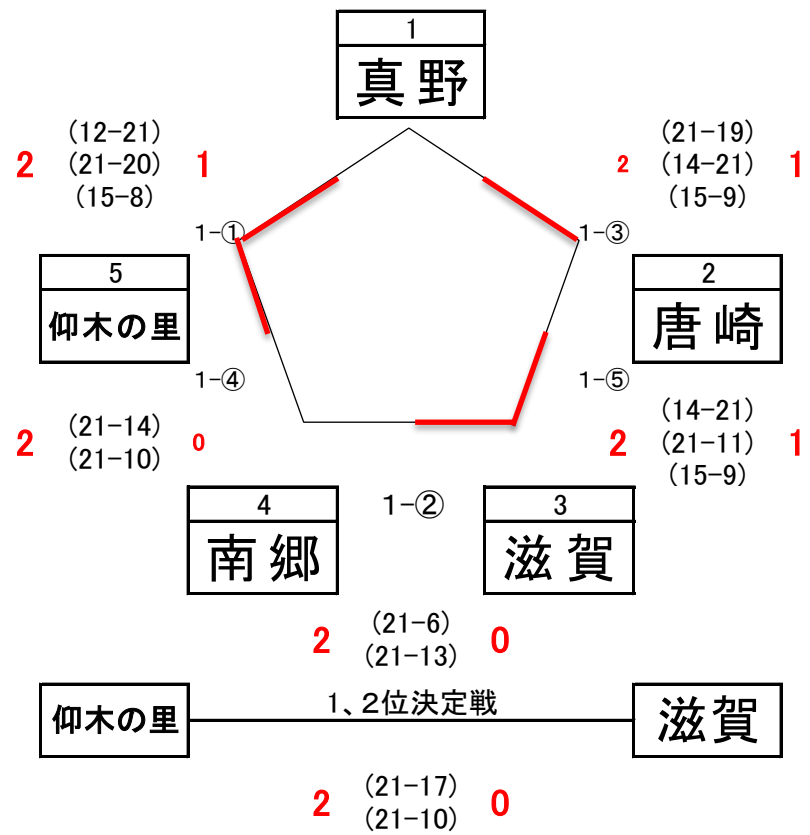 1
真野
(12-21)
2 (21-20) 1
(15-8)
(21-19)
2 (14-21) 1
(15-9)
1-①
1-③
5
仰木の里
2
唐崎
1-④
1-⑤
(21-14)
2 (21-10) 0
(14-21)
2 (21-11) 1
(15-9)
4
南郷
1-②
3
滋賀
(21-6)
2 (21-13) 0
仰木の里
1、2位決定戦
滋賀
(21-17)
2 (21-10) 0